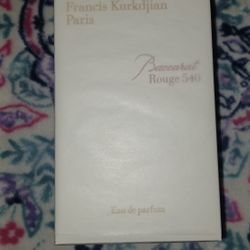 Francis Kurkdjian
Paris
Baccarat
Rouge 540
Eau de parfum